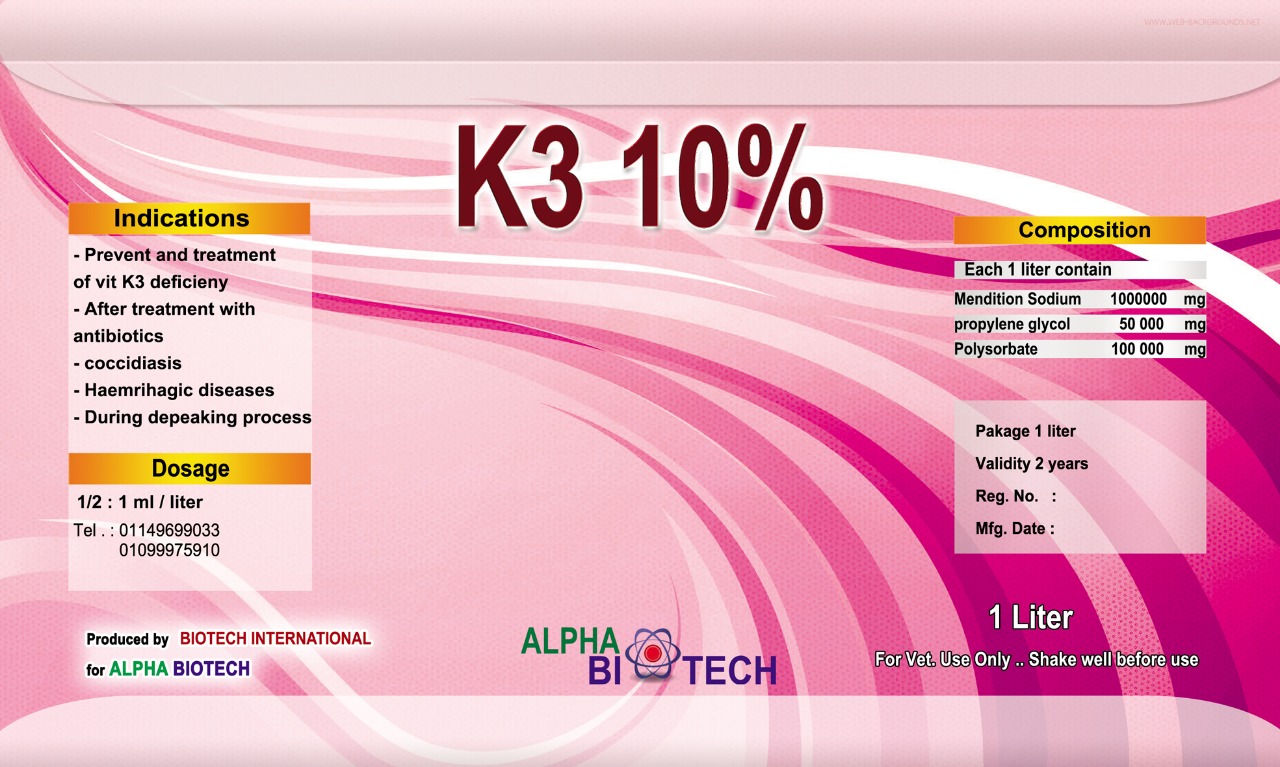 WWW.WEB-BACKGROUNDS.NET
K3 10%
Indications
- Prevent and treatment
of vit K3 deficieny
- After treatment with
antibiotics
- coccidiasis
- Haemrihagic diseases
- During depeaking process
Dosage
1/2 : 1 ml / liter
Tel . : 01149699033
01099975910
Produced by BIOTECH INTERNATIONAL
for ALPHA BIOTECH
ALPHA
BI TECH
Composition
Each 1 liter contain
Mendition Sodium 1000000 mg
propylene glycol 50 000 mg
Polysorbate 100 000 mg
Pakage 1 liter
Validity 2 years
Reg. No. :
Mfg. Date :
1 Liter
For Vet. Use Only .. Shake well before use